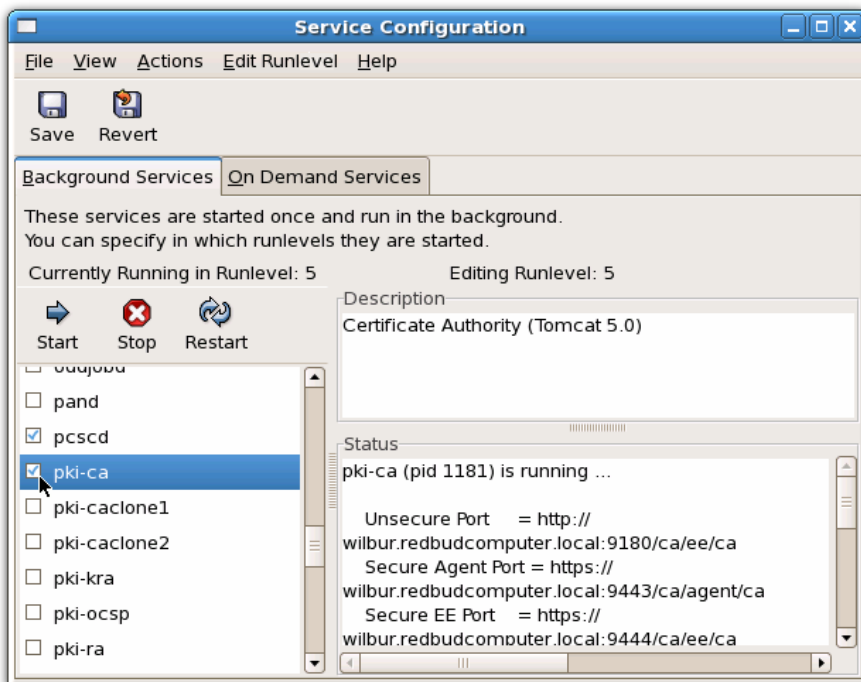 Service Configuration
File View Actions Edit Runlevel Help
Save Revert
Background Services On Demand Services
These services are started once and run in the background.
You can specify in which runlevels they are started.
Currently Running in Runlevel: 5 Editing Runlevel: 5
Start Stop Restart
oddjobd
pand
pcscd
pki-ca
pki-caclone1
pki-caclone2
pki-kra
pki-ocsp
pki-ra
Description
Certificate Authority (Tomcat 5.0)
Status
pki-ca (pid 1181) is running ...
Unsecure Port = http://
wilbur.redbudcomputer.local:9180/ca/ee/ca
Secure Agent Port = https://
wilbur.redbudcomputer.local:9443/ca/agent/ca
Secure EE Port = https://
wilbur.redbudcomputer.local:9444/ca/ee/ca